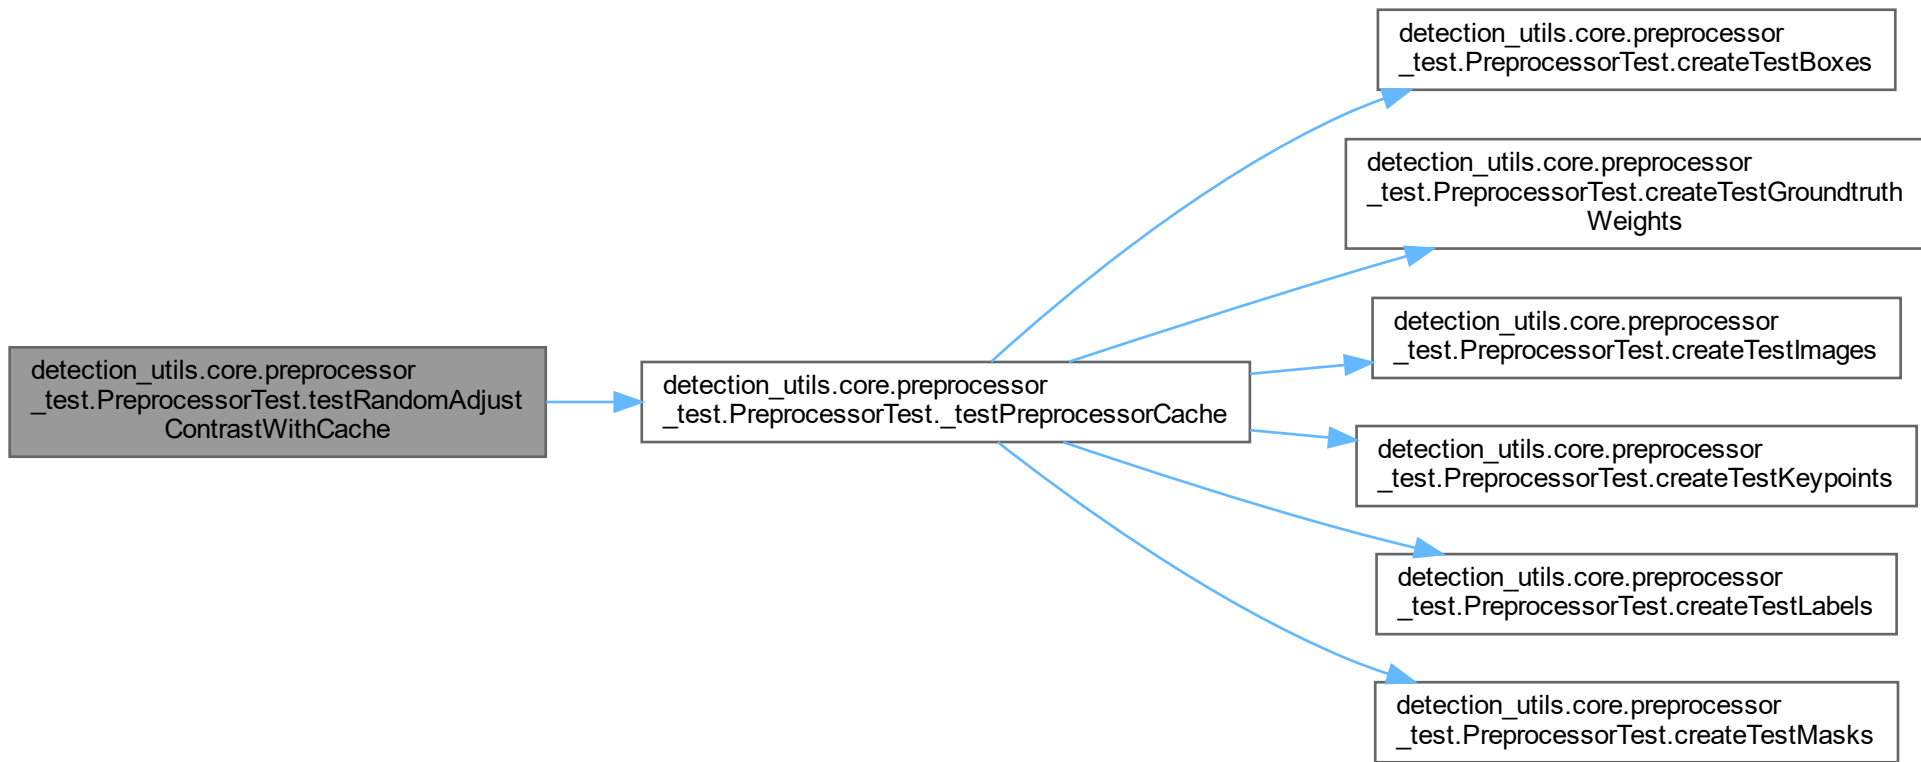 detection_utils.core.preprocessor
_test.PreprocessorTest.testRandomAdjust
ContrastWithCache
detection_utils.core.preprocessor
_test.PreprocessorTest._testPreprocessorCache
detection_utils.core.preprocessor
_test.PreprocessorTest.createTestBoxes
detection_utils.core.preprocessor
_test.PreprocessorTest.createTestGroundtruth
Weights
detection_utils.core.preprocessor
_test.PreprocessorTest.createTestImages
detection_utils.core.preprocessor
_test.PreprocessorTest.createTestKeypoints
detection_utils.core.preprocessor
_test.PreprocessorTest.createTestLabels
detection_utils.core.preprocessor
_test.PreprocessorTest.createTestMasks